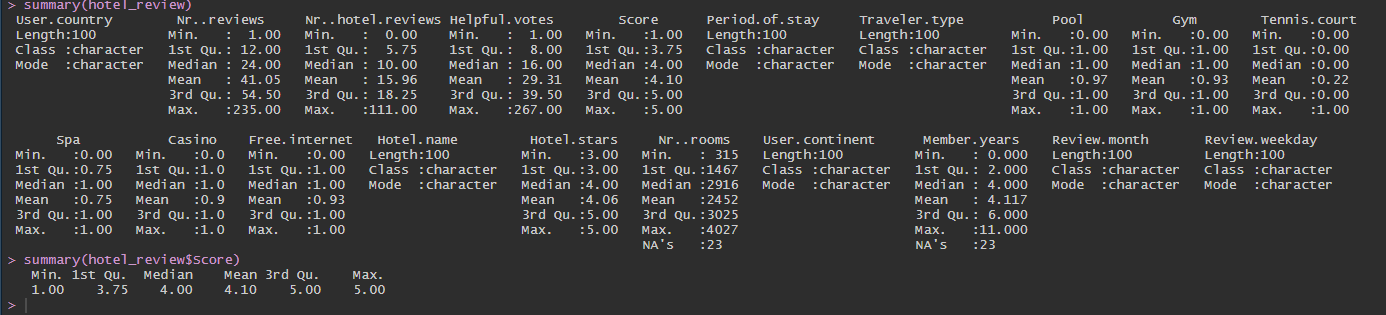 > summary(hotel_review)
User.country Nr..reviews Nr..hotel.reviews Helpful.votes Score Period.of.stay Traveler.type Pool Gym Tennis.court
Length:100 Min. : 1.00 Min. : 0.00 Min. : 1.00 Min. :1.00 Length:100 Length:100 Min. :0.00 Min. :0.00 Min. :0.00
Class :character 1st Qu.: 12.00 1st Qu.: 5.75 1st Qu.: 8.00 1st Qu.:3.75 Class :character Class :character 1st Qu.:1.00 1st Qu.:1.00 1st Qu.:0.00
Mode :character Median : 24.00 Median : 10.00 Median : 16.00 Median :4.00 Mode :character Mode :character Median :1.00 Median :1.00 Median :0.00
Mean : 41.05 Mean : 15.96 Mean : 29.31 Mean :4.10 Mean :0.97 Mean :0.93 Mean :0.22
3rd Qu.: 54.50 3rd Qu.: 18.25 3rd Qu.: 39.50 3rd Qu.:5.00 3rd Qu.:1.00 3rd Qu.:1.00 3rd Qu.:0.00
Max. :235.00 Max. :111.00 Max. :267.00 Max. :5.00 Max. :1.00 Max. :1.00 Max. :1.00
Spa Casino Free.internet Hotel.name Hotel.stars Nr..rooms User.continent Member.years Review.month Review.weekday
Min. :0.00 Min. :0.0 Min. :0.00 Length:100 Min. :3.00 Min. : 315 Length:100 Min. : 0.000 Length:100 Length:100
1st Qu.:0.75 1st Qu.:1.0 1st Qu.:1.00 Class :character 1st Qu.:3.00 1st Qu.:1467 Class :character 1st Qu.: 2.000 Class :character Class :character
Median :1.00 Median :1.0 Median :1.00 Mode :character Median :4.00 Median :2916 Mode :character Median : 4.000 Mode :character Mode :character
Mean :0.75 Mean :0.9 Mean :0.93 Mean :4.06 Mean :2452 Mean : 4.117
3rd Qu.:1.00 3rd Qu.:1.0 3rd Qu.:1.00 3rd Qu.:5.00 3rd Qu.:3025 3rd Qu.: 6.000
Max. :1.00 Max. :1.0 Max. :1.00 Max. :5.00 Max. :4027 Max. :11.000
NA's :23 NA's :23
> summary(hotel_review$Score)
Min. 1st Qu. Median Mean 3rd Qu. Max.
1.00 3.75 4.00 4.10 5.00 5.00
>